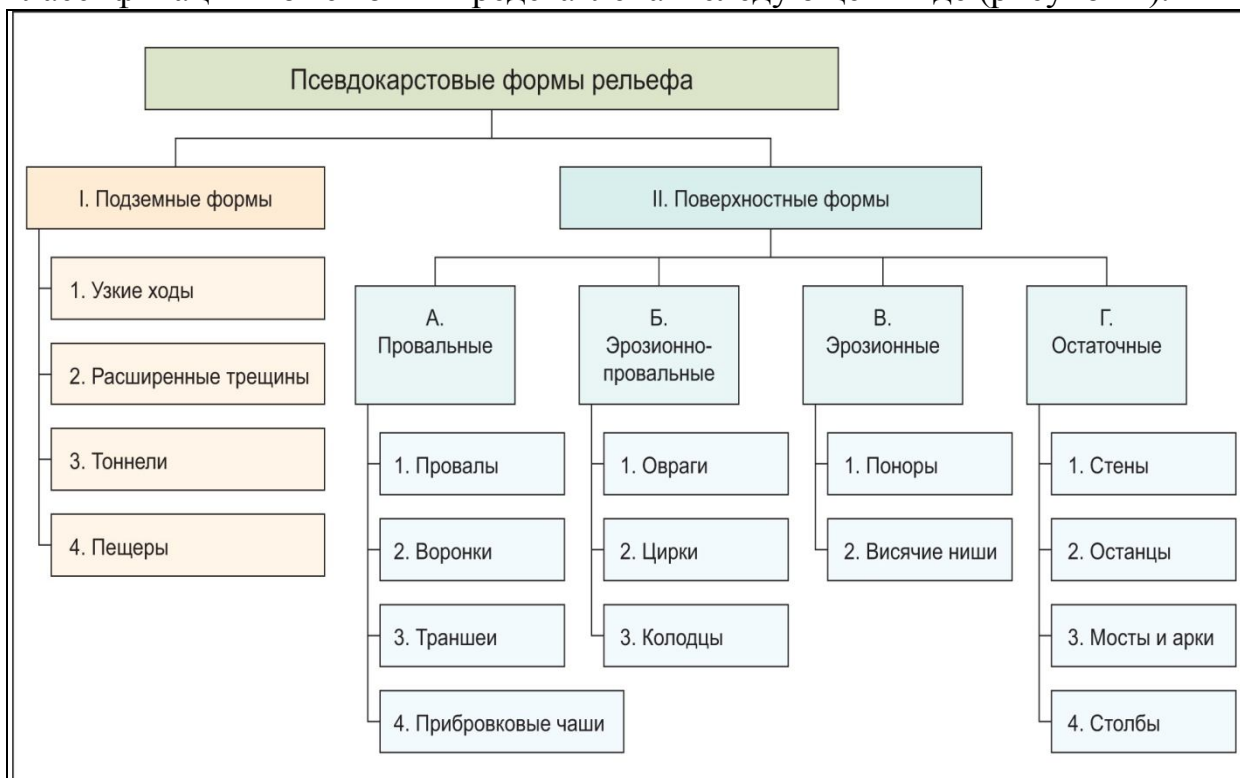 Псевдокарстовые формы рельефа
I. Подземные формы
II. Поверхностные формы
1. Узкие ходы
2. Расширенные трещины
3. Тоннели
4. Пещеры
А.
Провальные
1. Провалы
2. Воронки
3. Траншеи
4. Прибровковые чаши
Б.
Эрозионно-
провальные
1. Овраги
2. Цирки
3. Колодцы
В.
Эрозионные
1. Поноры
2. Висячие ниши
Г.
Остаточные
1. Стены
2. Останцы
3. Мосты и арки
4. Столбы